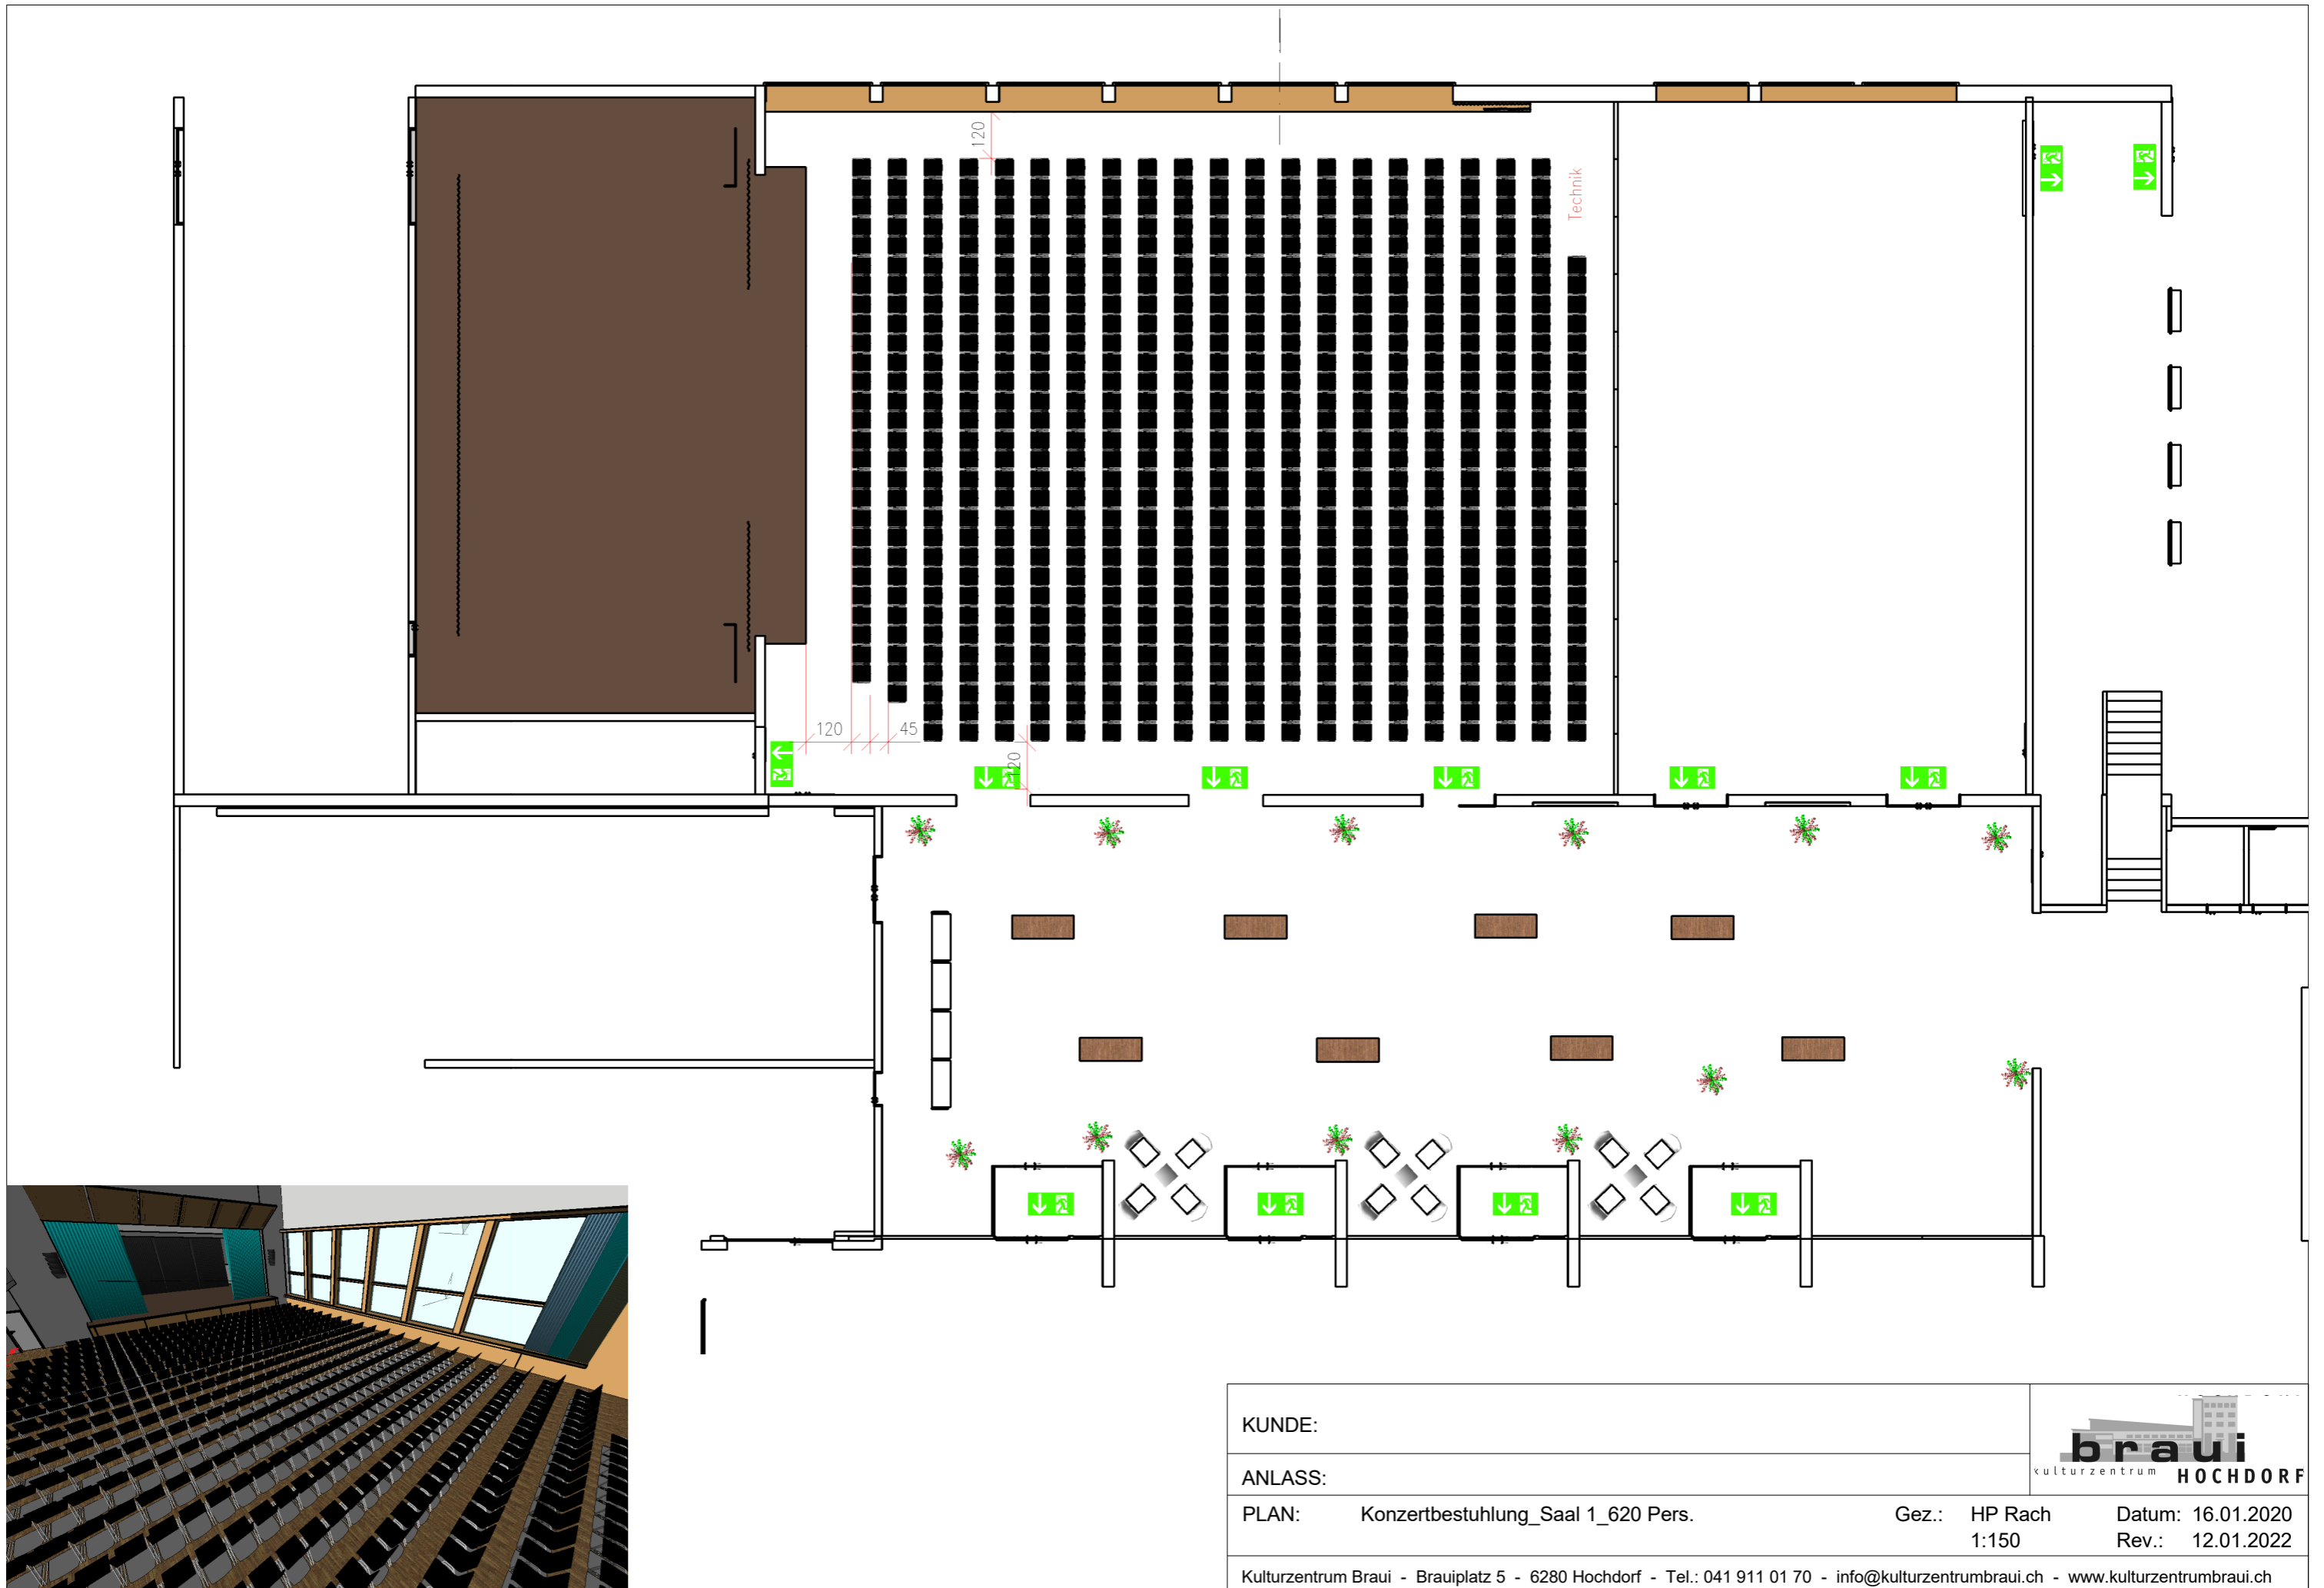 120
Technik
120
45
120
KUNDE:
ANLASS:
PLAN: Konzertbestuhlung_Saal 1_620 Pers. Gez.: HP Rach Datum: 16.01.2020
1:150 Rev.: 12.01.2022
braui
kulturzentrum HOCHDORF
Kulturzentrum Braui - Brauiplatz 5 - 6280 Hochdorf - Tel.: 041 911 01 70 - info@kulturzentrumbraui.ch - www.kulturzentrumbraui.ch